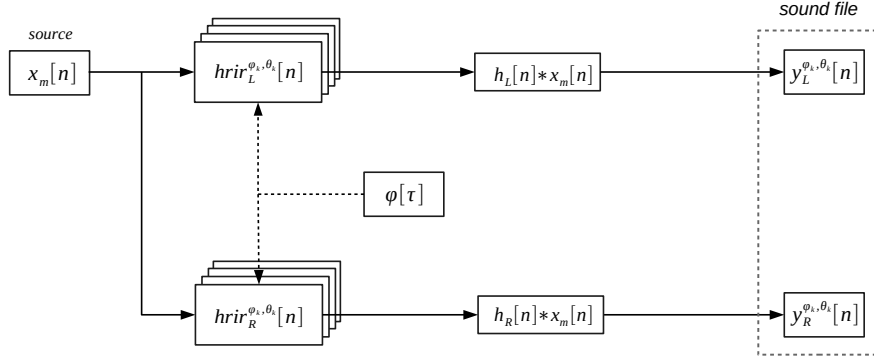 sound file
source
x_m[n]
hrir_L^{φ_k,θ_k}[n]
h_L[n]∗x_m[n]
y_L^{φ_k,θ_k}[n]
φ[τ]
hrir_R^{φ_k,θ_k}[n]
h_R[n]∗x_m[n]
y_R^{φ_k,θ_k}[n]